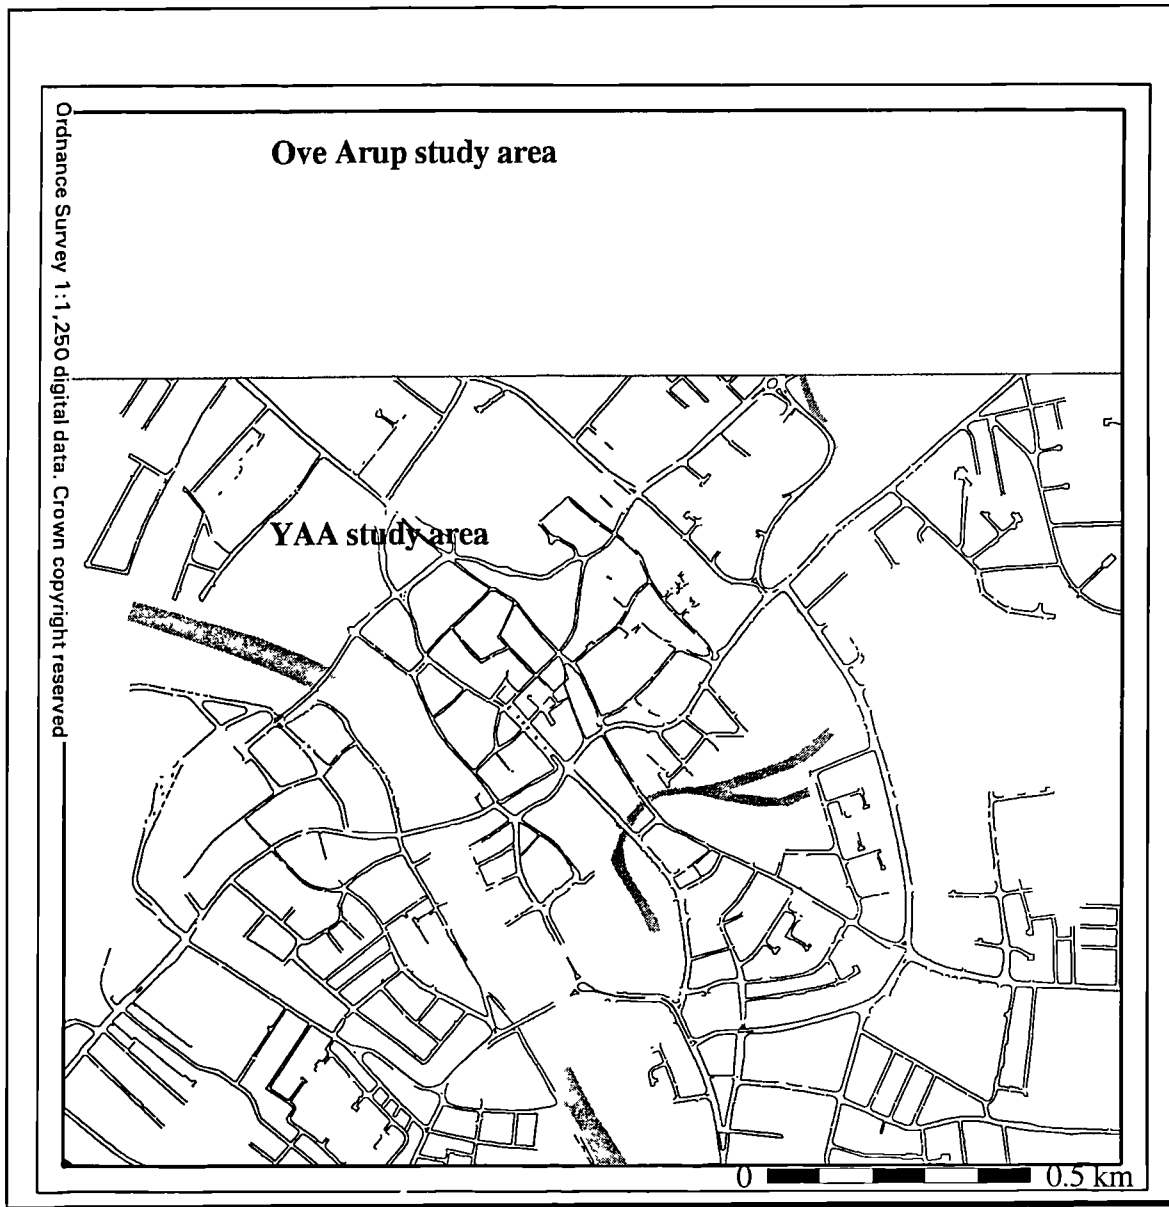 Ove Arup study area
Ordnance Survey 1:1,250 digital data. Crown copyright reserved
YAA study area
0 0.5 km